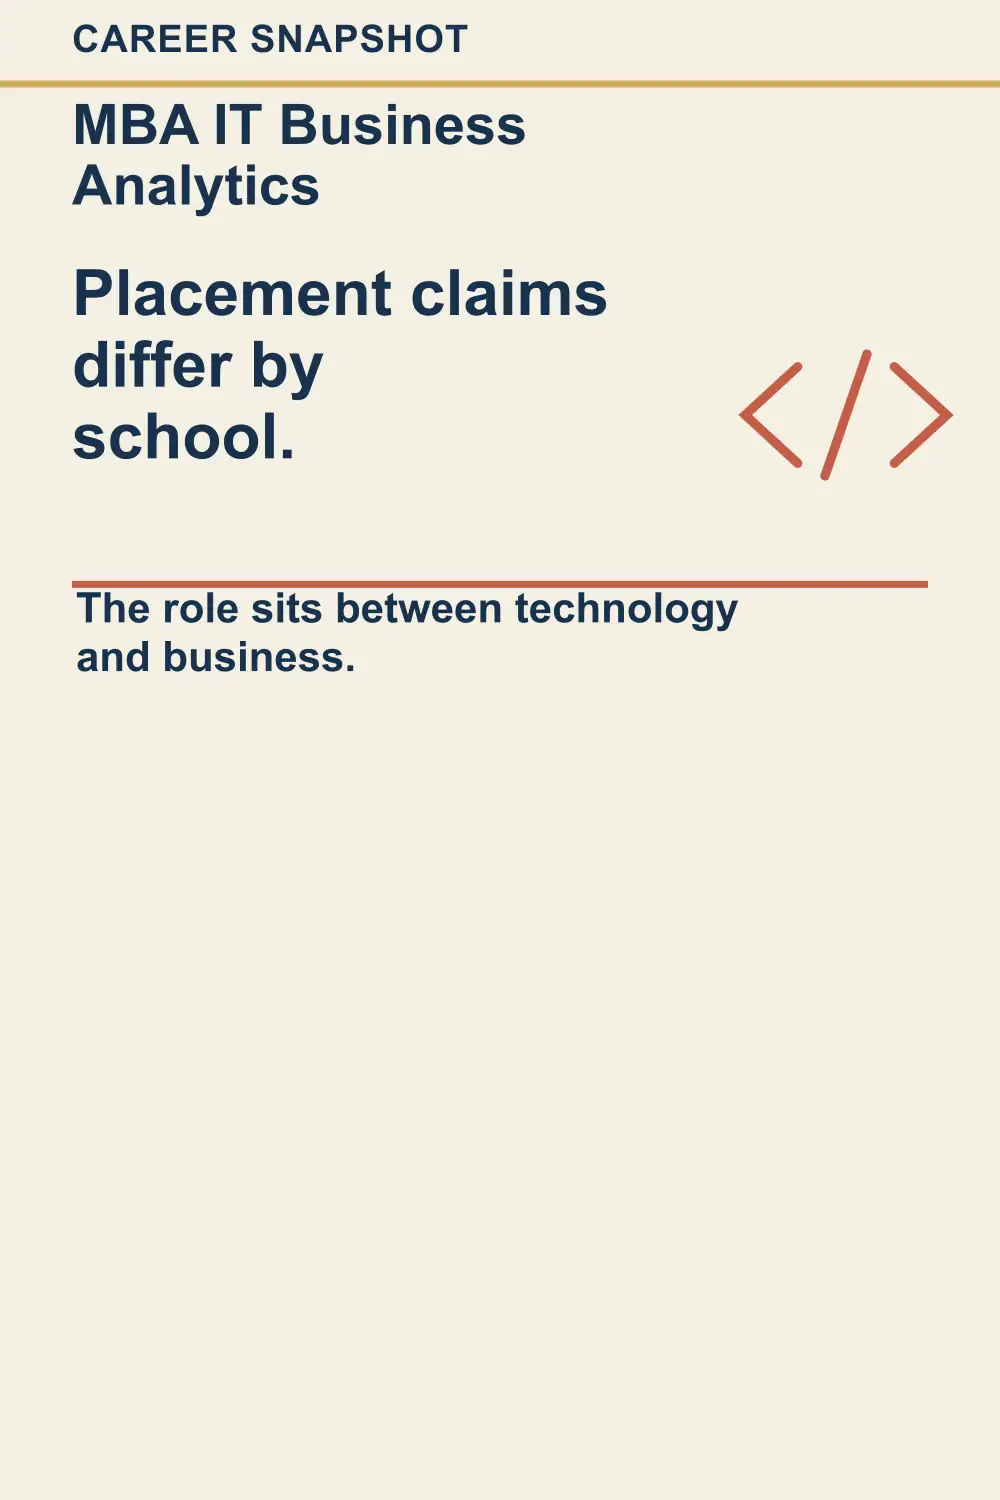 CAREER SNAPSHOT
MBA IT Business
Analytics
Placement claims
differ by
school.
The role sits between technology
and business.